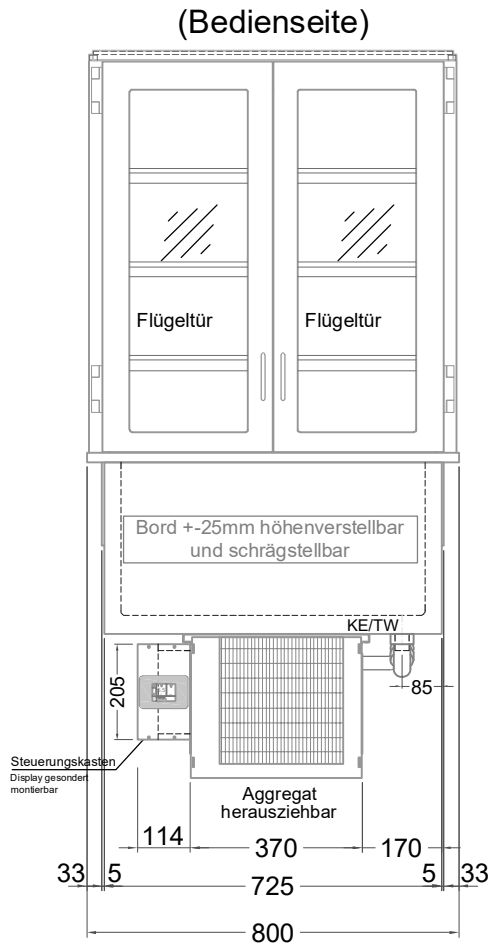 (Bedienseite)
Flügeltür
Flügeltür
Bord +-25mm höhenverstellbar
und schrägstellbar
KE/TW
205
85
Steuerungskasten
Display gesondert
montierbar
Aggregat
herausziehbar
114
370
170
33
5
725
5
33
800